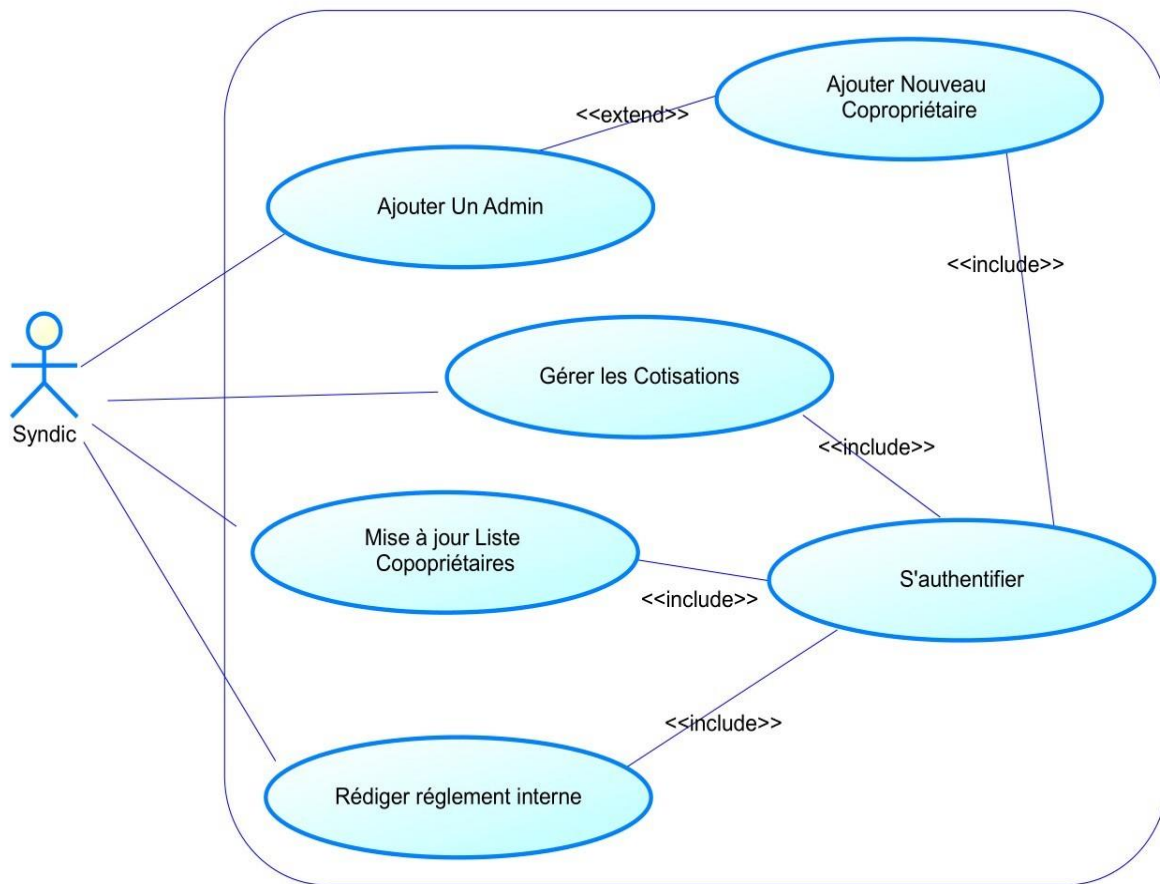 Ajouter Nouveau
Copropriétaire
<<extend>>
Ajouter Un Admin
<<include>>
Gérer les Cotisations
Syndic
<<include>>
Mise à jour Liste
Copopriétaires
S'authentifier
<<include>>
<<include>>
Rédiger réglement interne